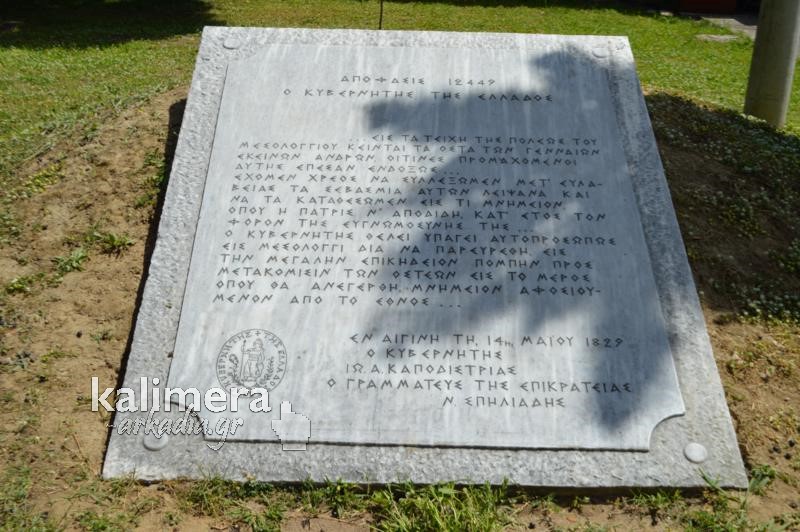 ΑΠΟΦΑΣΙΣ 12449
Ο ΚΥΒΕΡΝΗΤΗΣ ΤΗΣ ΕΛΛΑΔΟΣ
...ΕΙΣ ΤΑ ΤΕΙΧΗ ΤΗΣ ΠΟΛΕΩΣ ΤΟΥ
ΜΕΣΟΛΟΓΓΙΟΥ ΚΕΙΝΤΑΙ ΤΑ ΟΣΤΑ ΤΩΝ ΓΕΝΝΑΙΩΝ
ΕΚΕΙΝΩΝ ΑΝΔΡΩΝ, ΟΙΤΙΝΕΣ ΠΡΟΜΑΧΟΜΕΝΟΙ
ΑΥΤΗΣ ΕΠΕΣΑΝ ΕΝΔΟΞΩΣ...
ΕΧΟΜΕΝ ΧΡΕΟΣ ΝΑ ΣΥΛΛΕΞΩΜΕΝ ΜΕΤ' ΕΥΛΑ-
ΒΕΙΑΣ ΤΑ ΣΕΒΑΣΜΙΑ ΑΥΤΩΝ ΛΕΙΨΑΝΑ ΚΑΙ
ΝΑ ΤΑ ΚΑΤΑΘΕΣΩΜΕΝ ΕΙΣ ΤΙ ΜΝΗΜΕΙΟΝ
ΟΠΟΥ Η ΠΑΤΡΙΣ Ν' ΑΠΟΔΙΔΗ, ΚΑΤ' ΕΤΟΣ ΤΟΝ
ΦΟΡΟΝ ΤΗΣ ΕΥΓΝΩΜΟΣΥΝΗΣ ΤΗΣ...
Ο ΚΥΒΕΡΝΗΤΗΣ ΘΕΛΕΙ ΥΠΑΓΕΙ ΑΥΤΟΠΡΟΣΩΠΩΣ
ΕΙΣ ΜΕΣΟΛΟΓΓΙ ΔΙΑ ΝΑ ΠΑΡΕΥΡΕΘΗ, ΕΙΣ
ΤΗΝ ΜΕΓΑΛΗΝ ΕΠΙΚΗΔΕΙΟΝ ΠΟΜΠΗΝ ΠΡΟΣ
ΜΕΤΑΚΟΜΙΣΙΝ ΤΩΝ ΟΣΤΕΩΝ ΕΙΣ ΤΟ ΜΕΡΟΣ
ΟΠΟΥ ΘΑ ΑΝΕΓΕΡΘΗ, ΜΝΗΜΕΙΟΝ ΑΦΟΣΙΟΥ-
ΜΕΝΟΝ ΑΠΟ ΤΟ ΕΘΝΟΣ ...
ΕΝ ΑΙΓΙΝΗ ΤΗ, 14η, ΜΑΪΟΥ 1829
Ο ΚΥΒΕΡΝΗΤΗΣ
ΙΩ. Α. ΚΑΠΟΔΙΣΤΡΙΑΣ
Ο ΓΡΑΜΜΑΤΕΥΣ ΤΗΣ ΕΠΙΚΡΑΤΕΙΑΣ
Ν. ΣΠΗΛΙΑΔΗΣ
kalimera
-arkadia.gr